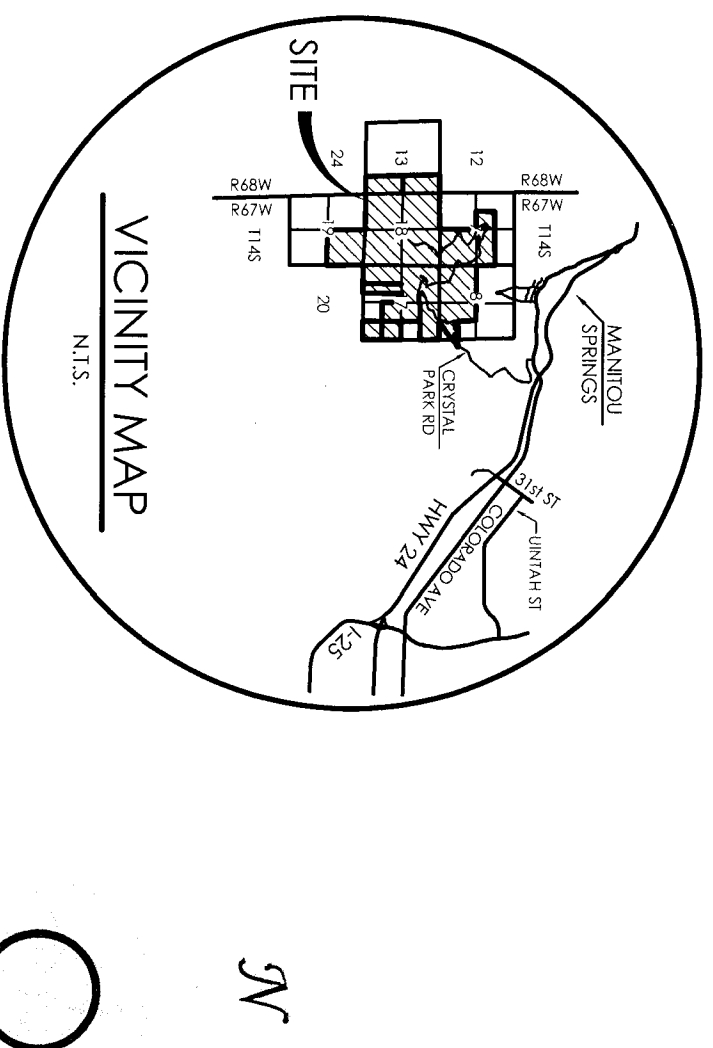 R68W
R67W
T14S
R68W
R67W
T14S
12
13
24
7
8
18
17
19
20
SITE
MANITOU
SPRINGS
CRYSTAL
PARK RD
31st ST
UINTAH ST
COLORADO AVE
HWY 24
I-25
VICINITY MAP
N.T.S.
N